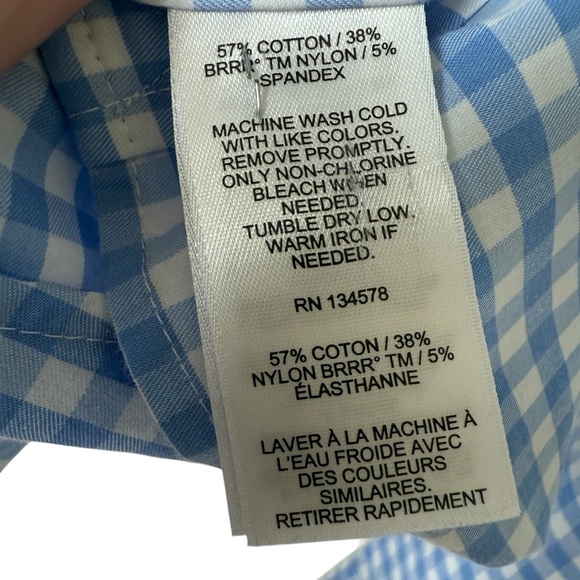 57% COTTON / 38%
BRRR° TM NYLON / 5%
SPANDEX
MACHINE WASH COLD
WITH LIKE COLORS.
REMOVE PROMPTLY.
ONLY NON-CHLORINE
BLEACH WHEN
NEEDED.
TUMBLE DRY LOW.
WARM IRON IF
NEEDED.
RN 134578
57% COTON / 38%
NYLON BRRR° TM / 5%
ÉLASTHANNE
LAVER À LA MACHINE À
L'EAU FROIDE AVEC
DES COULEURS
SIMILAIRES.
RETIRER RAPIDEMENT